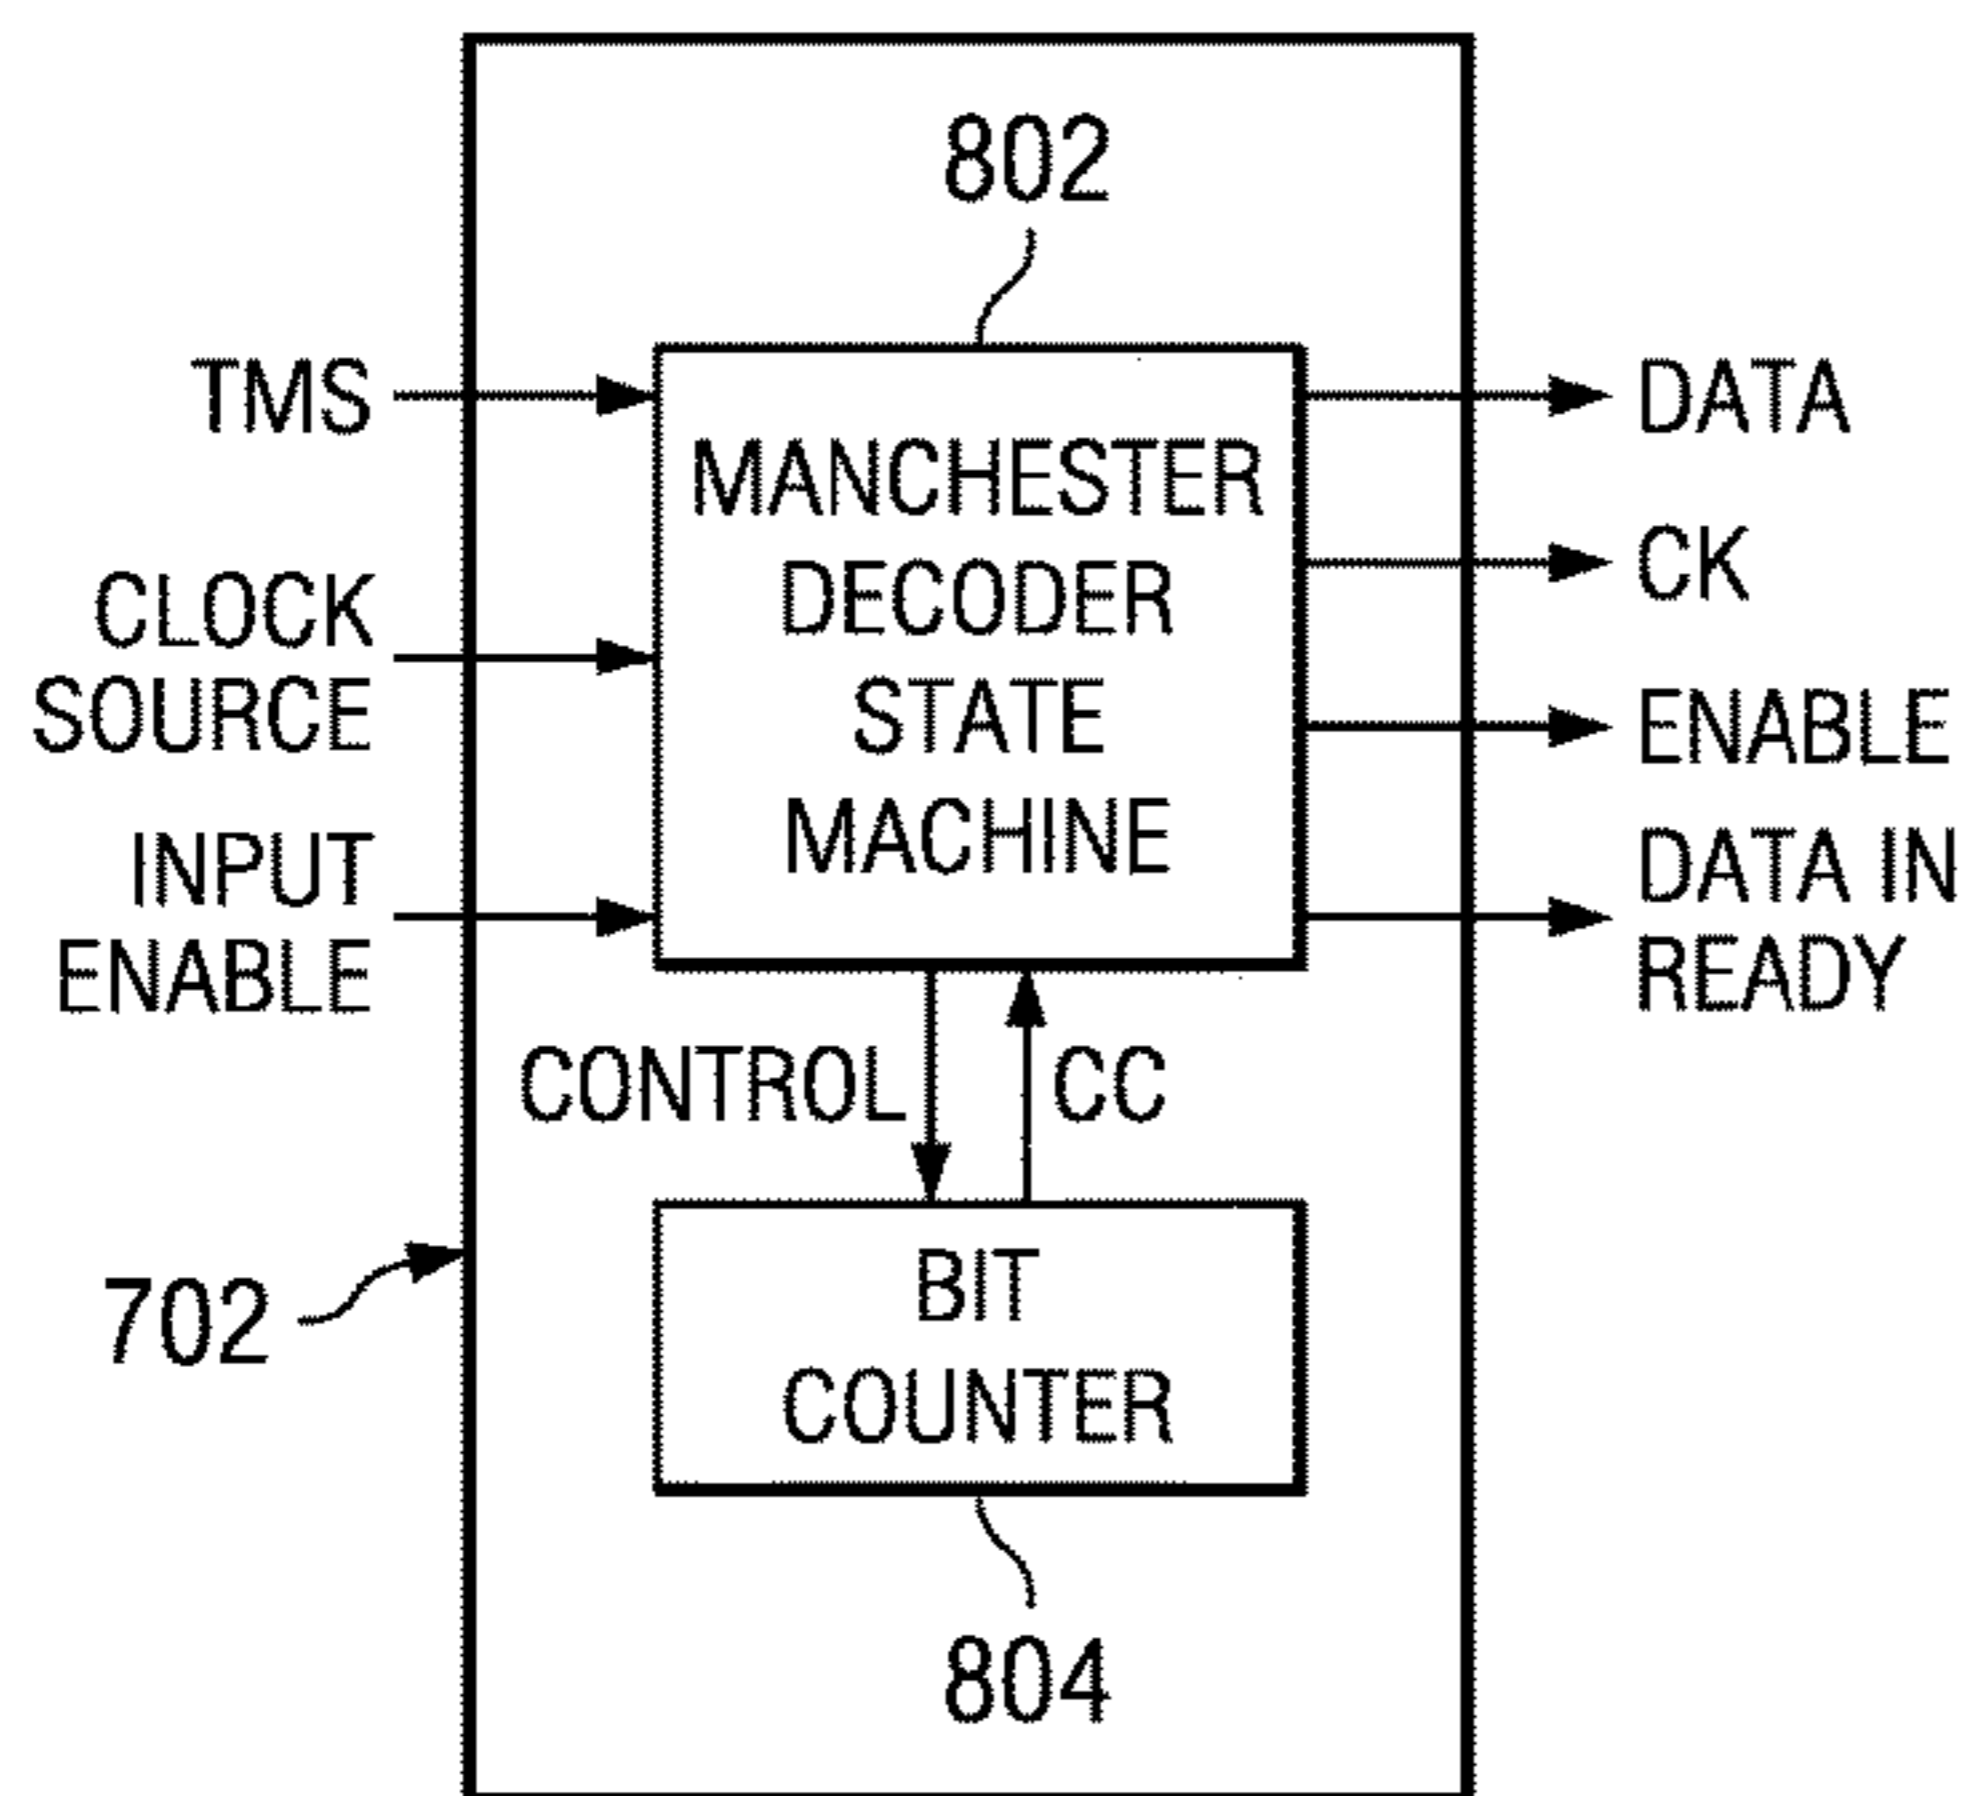 802
TMS
CLOCK
SOURCE
INPUT
ENABLE
MANCHESTER
DECODER
STATE
MACHINE
DATA
CK
ENABLE
DATA IN
READY
CONTROL
CC
BIT
COUNTER
702
804